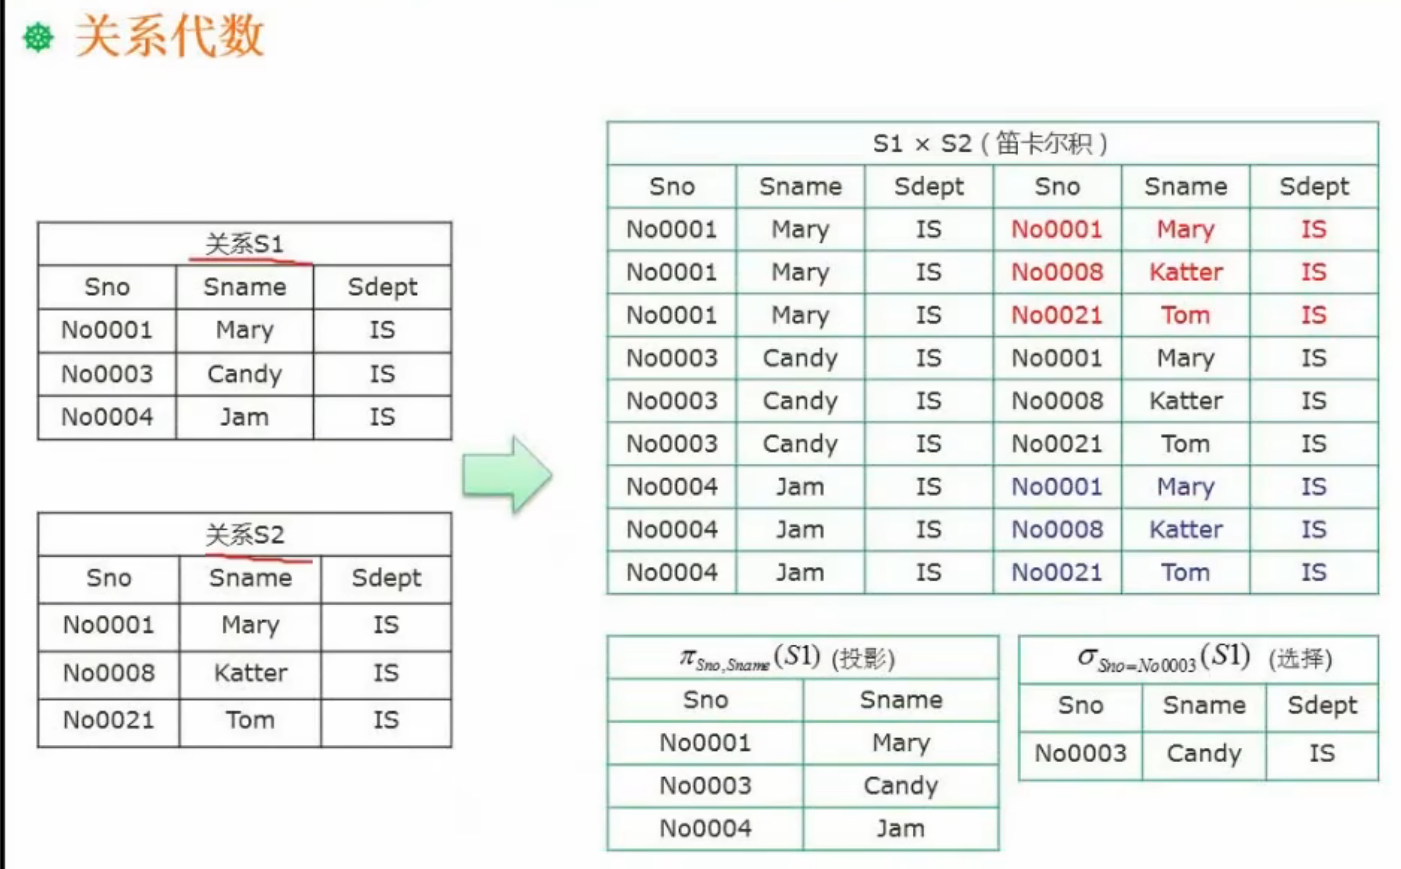 关系代数
关系S1
Sno Sname Sdept
No0001 Mary IS
No0003 Candy IS
No0004 Jam IS
关系S2
Sno Sname Sdept
No0001 Mary IS
No0008 Katter IS
No0021 Tom IS
S1 × S2 ( 笛卡尔积 )
Sno Sname Sdept Sno Sname Sdept
No0001 Mary IS No0001 Mary IS
No0001 Mary IS No0008 Katter IS
No0001 Mary IS No0021 Tom IS
No0003 Candy IS No0001 Mary IS
No0003 Candy IS No0008 Katter IS
No0003 Candy IS No0021 Tom IS
No0004 Jam IS No0001 Mary IS
No0004 Jam IS No0008 Katter IS
No0004 Jam IS No0021 Tom IS
π Sno,Sname (S1) (投影)
Sno Sname
No0001 Mary
No0003 Candy
No0004 Jam
σ Sno=No0003 (S1) (选择)
Sno Sname Sdept
No0003 Candy IS